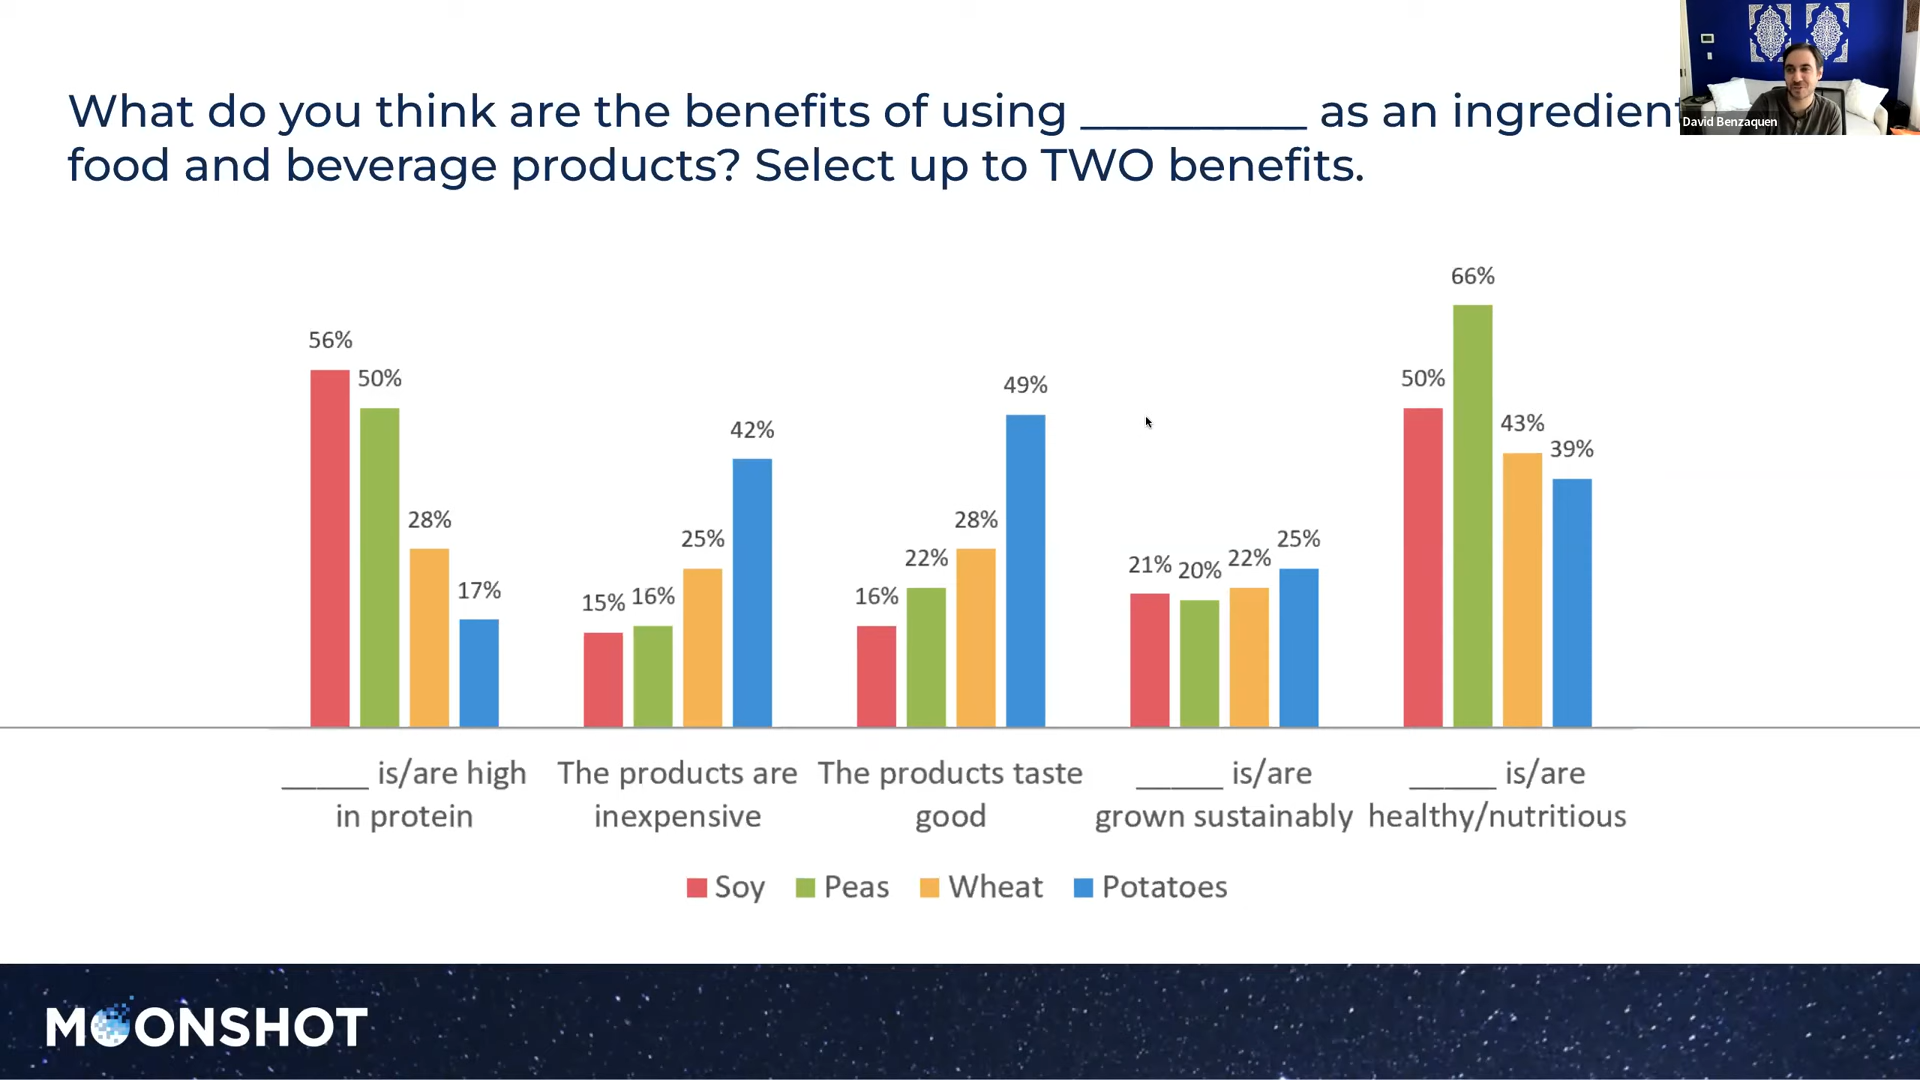 What do you think are the benefits of using __________ as an ingredient
food and beverage products? Select up to TWO benefits.
David Benzaquen
66%
56%
50%
50%
49%
42%
43%
39%
28%
17%
15%
16%
25%
16%
22%
28%
21%
20%
22%
25%
_____ is/are high
in protein
The products are
inexpensive
The products taste
good
_____ is/are
grown sustainably
_____ is/are
healthy/nutritious
Soy
Peas
Wheat
Potatoes
MOONSHOT